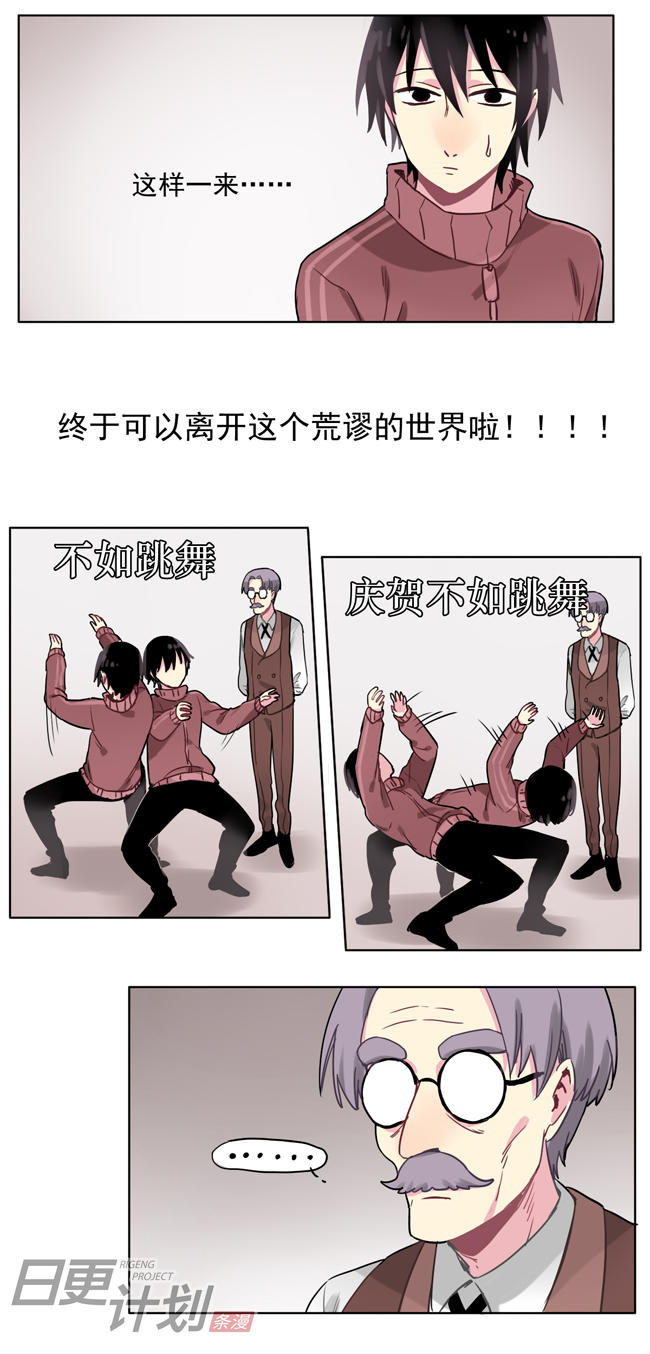 这样一来……
终于可以离开这个荒谬的世界啦！！！！
不如跳舞
庆贺不如跳舞
……
日更计划
RIGENG
PROJECT
条漫